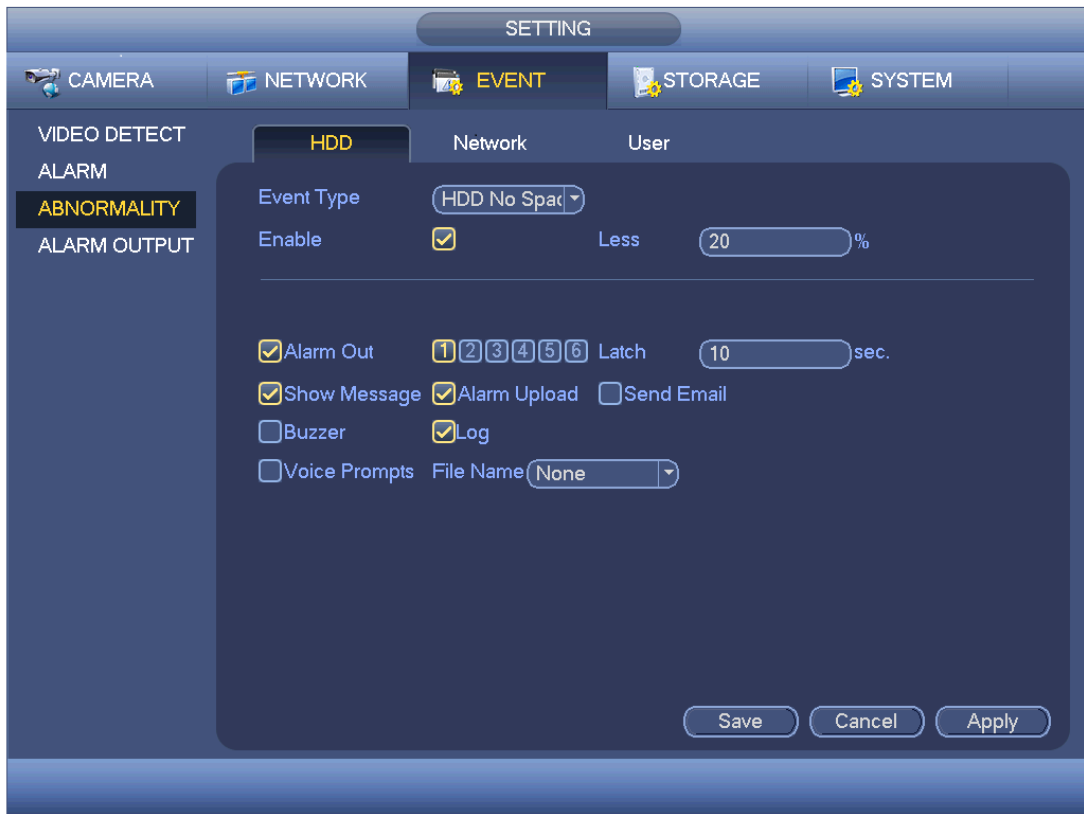 SETTING
CAMERA NETWORK EVENT STORAGE SYSTEM
VIDEO DETECT
ALARM
ABNORMALITY
ALARM OUTPUT
HDD Network User
Event Type HDD No Spac
Enable Less 20 %
Alarm Out 1 2 3 4 5 6 Latch 10 sec.
Show Message Alarm Upload Send Email
Buzzer Log
Voice Prompts File Name None
Save Cancel Apply